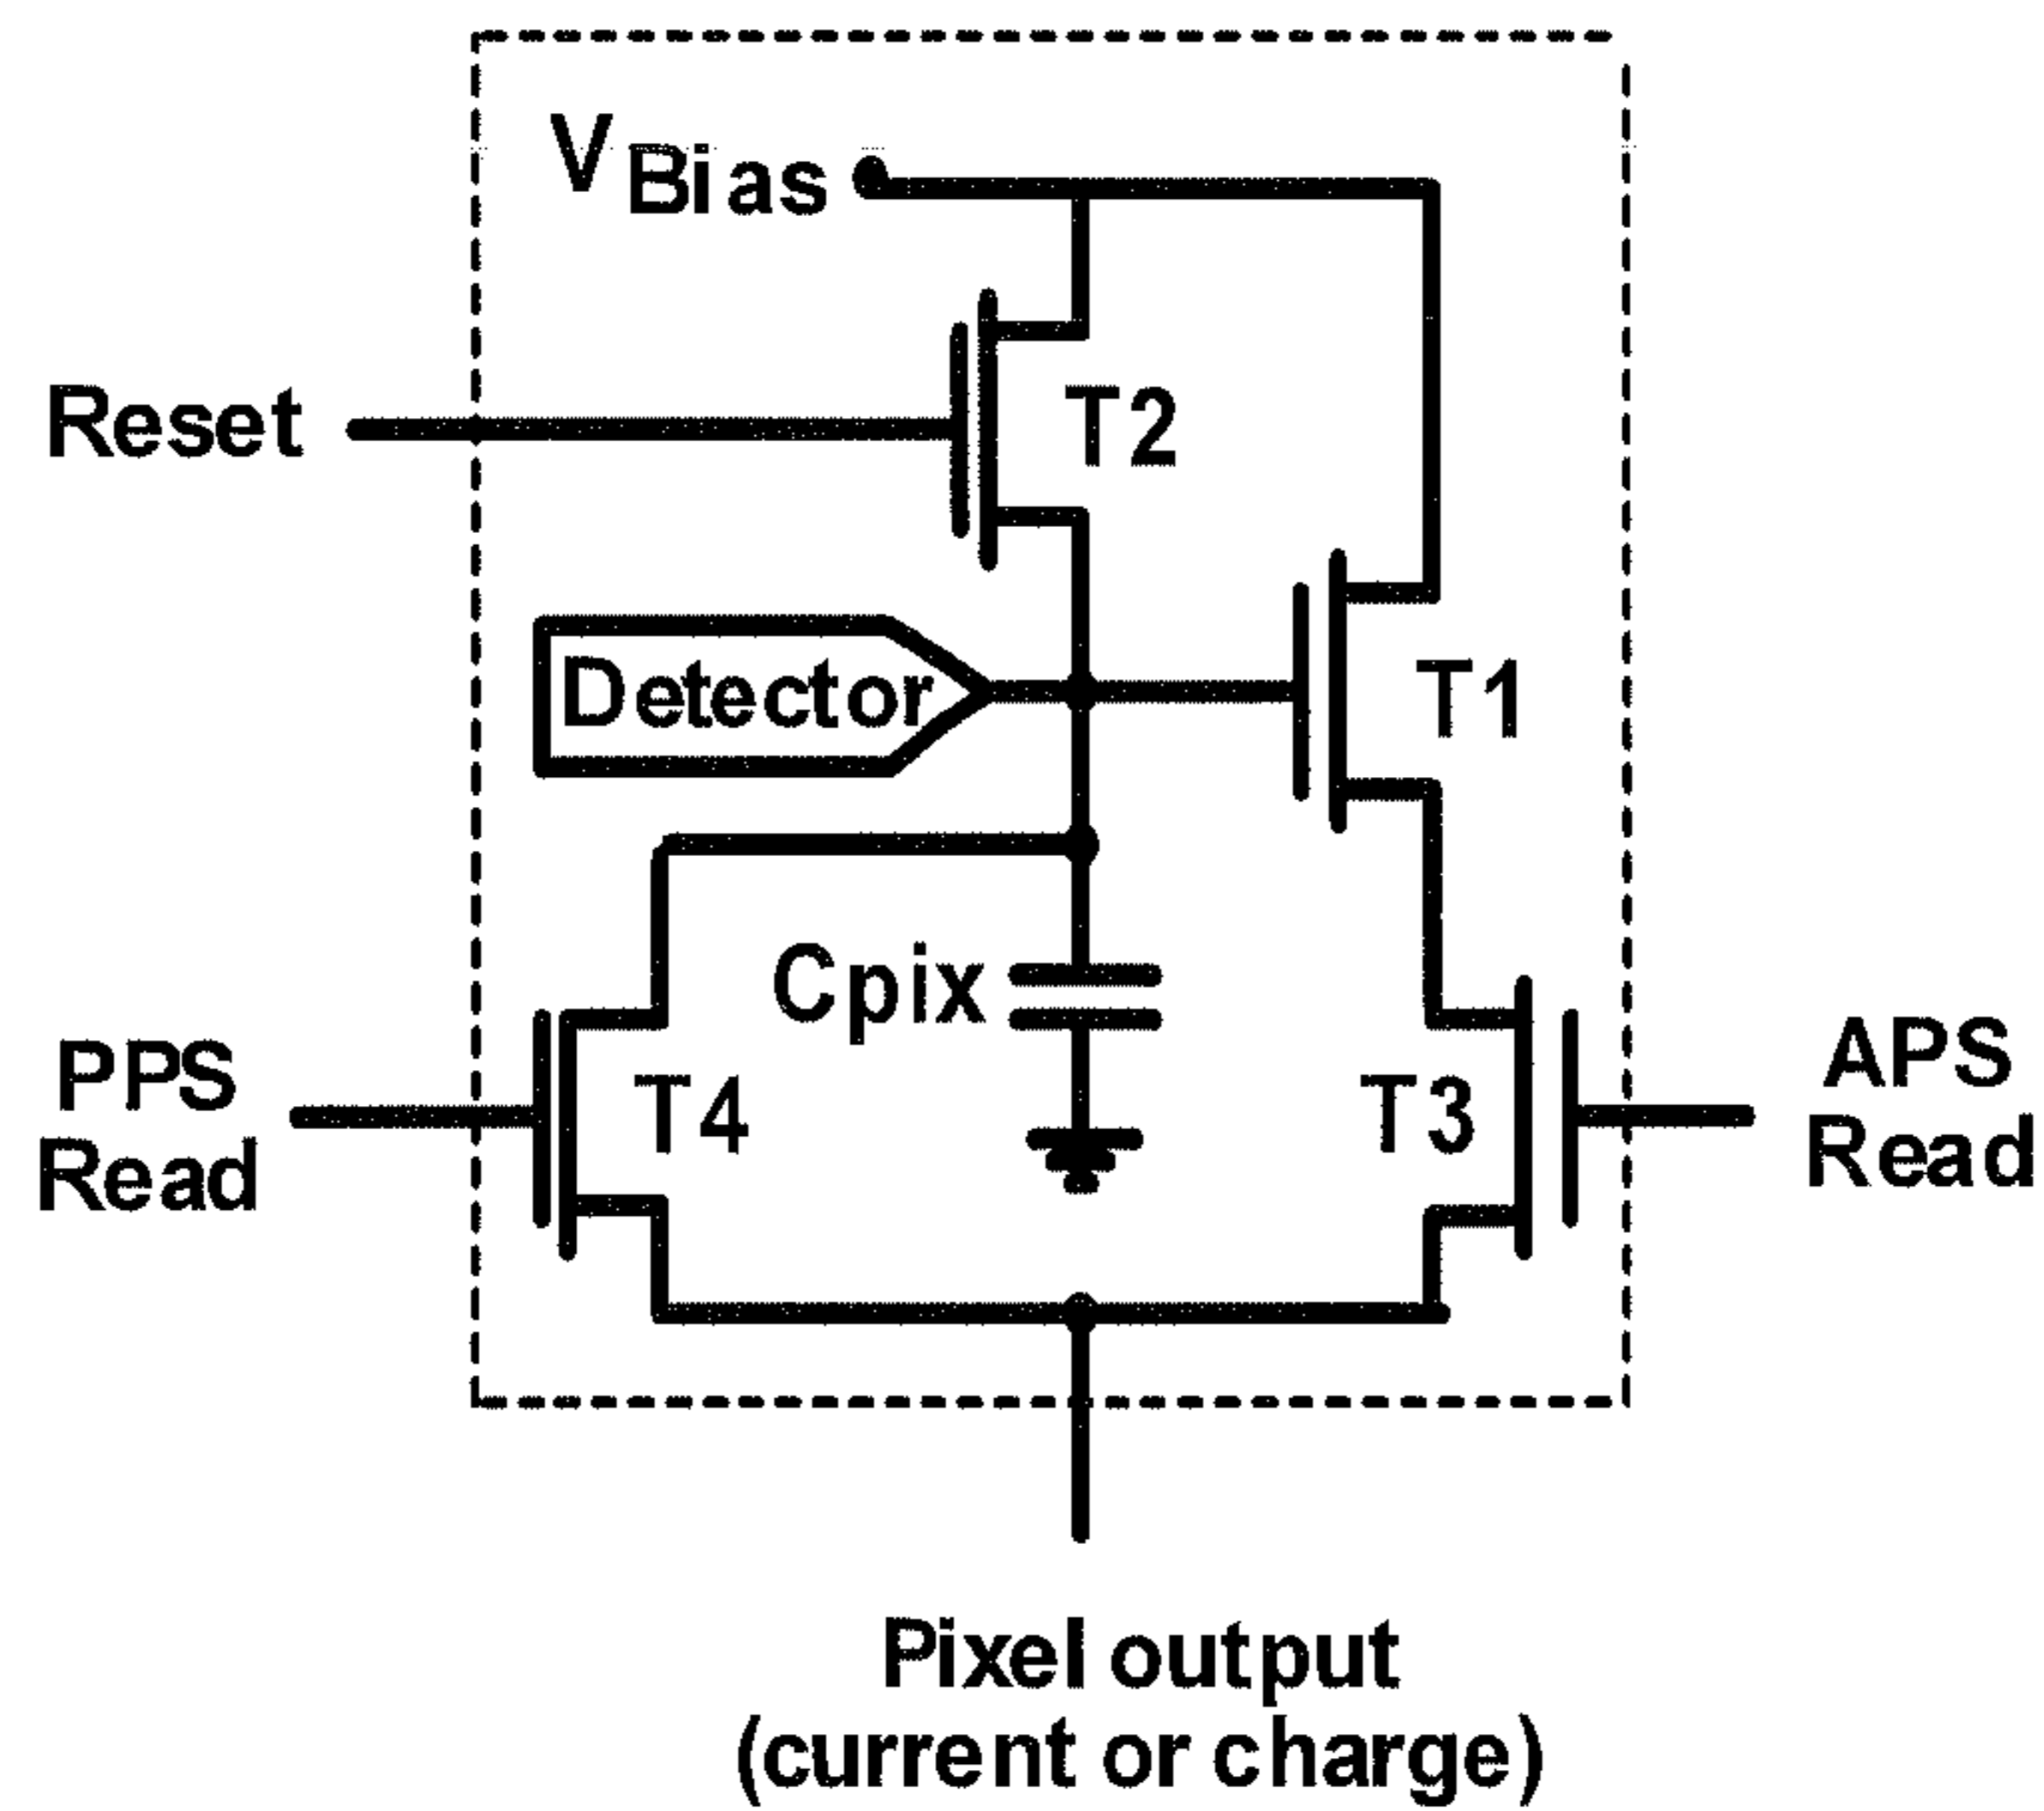 VBias
Reset
T2
Detector
T1
Cpix
PPS
Read
T4
T3
APS
Read
Pixel output
(current or charge)